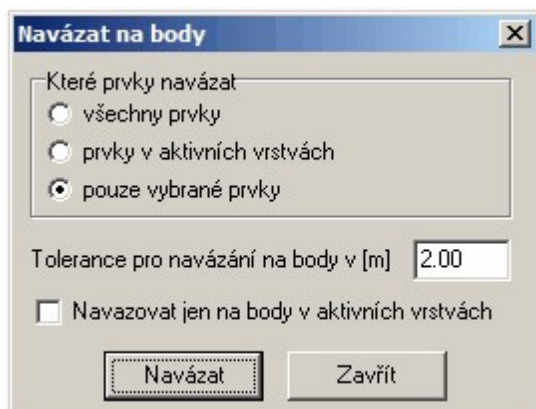 Navázat na body
Které prvky navázat
všechny prvky
prvky v aktivních vrstvách
pouze vybrané prvky
Tolerance pro navázání na body v [m] 2.00
Navazovat jen na body v aktivních vrstvách
Navázat Zavřít